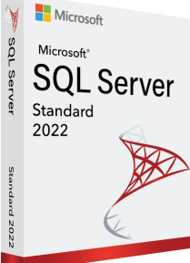 Microsoft
Microsoft®
SQL Server
Standard
2022
SQL Server
Standard 2022